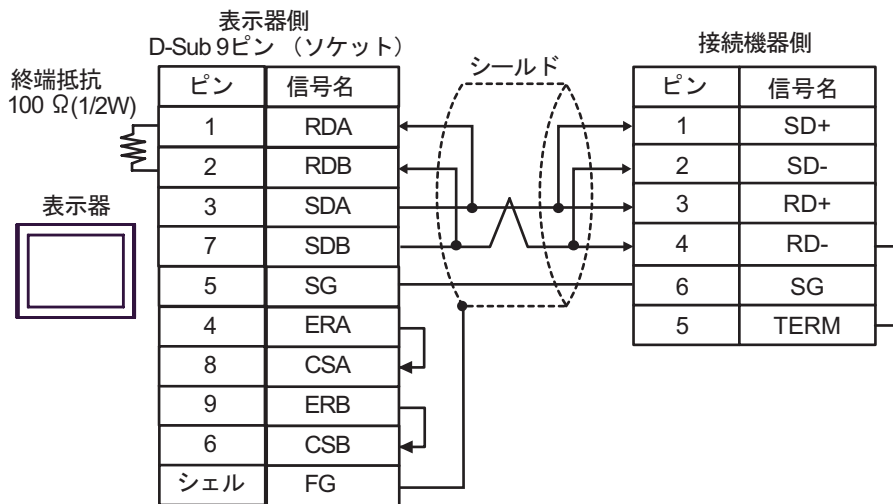 表示器側
D-Sub 9ピン （ソケット）
接続機器側
シールド
終端抵抗
100 Ω(1/2W)
表示器
ピン 信号名
1 RDA
2 RDB
3 SDA
7 SDB
5 SG
4 ERA
8 CSA
9 ERB
6 CSB
シェル FG
ピン 信号名
1 SD+
2 SD-
3 RD+
4 RD-
6 SG
5 TERM